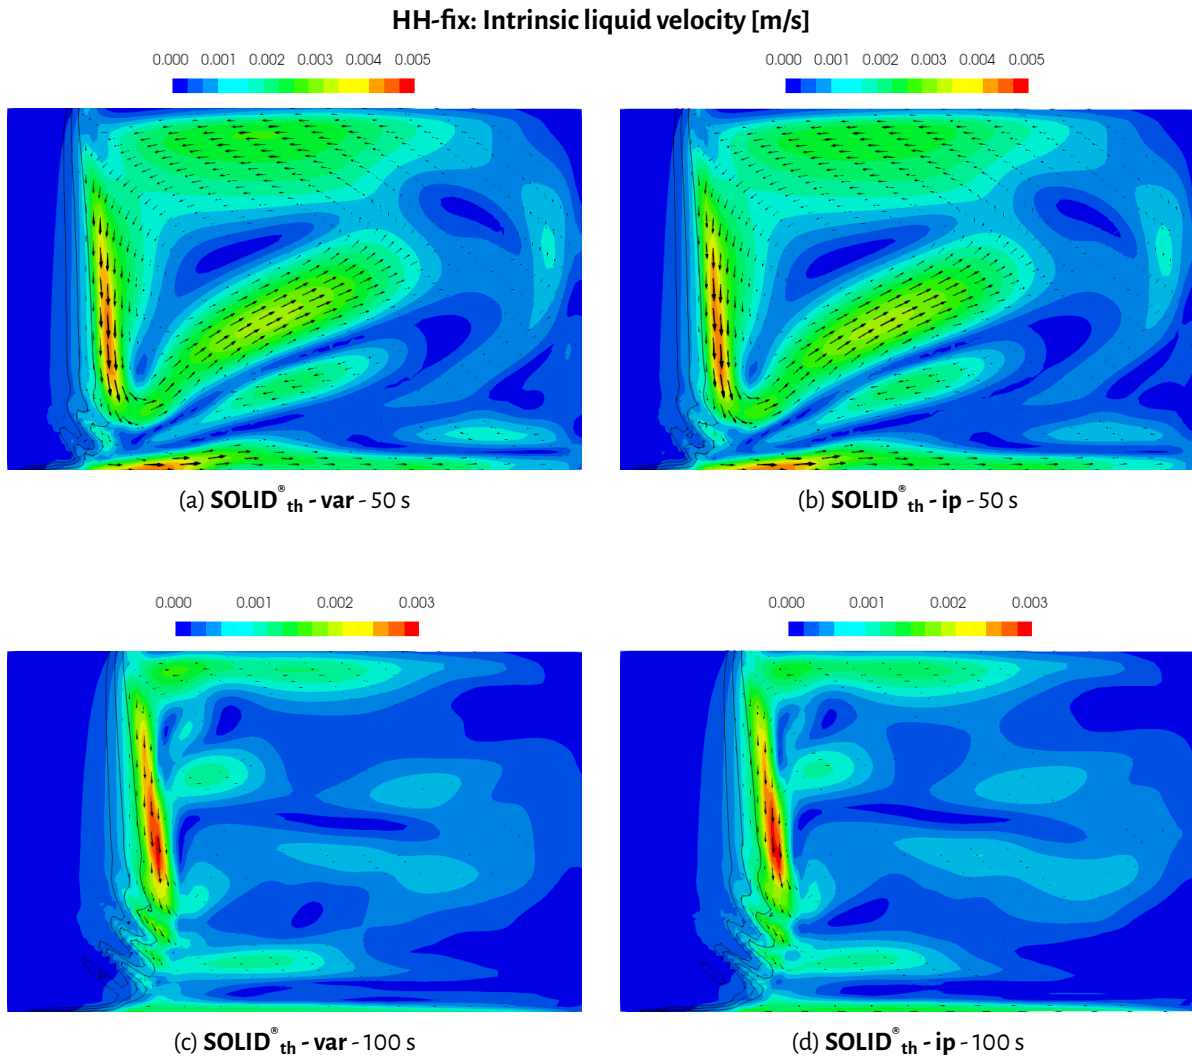 HH-fix: Intrinsic liquid velocity [m/s]
0.000 0.001 0.002 0.003 0.004 0.005
0.000 0.001 0.002 0.003 0.004 0.005
(a) SOLID®th - var - 50 s
(b) SOLID®th - ip - 50 s
0.000 0.001 0.002 0.003
0.000 0.001 0.002 0.003
(c) SOLID®th - var - 100 s
(d) SOLID®th - ip - 100 s